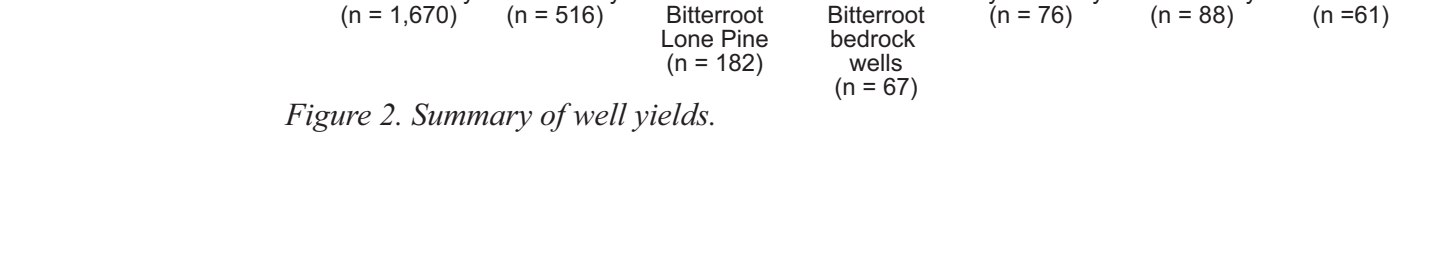 (n = 1,670) (n = 516) Bitterroot Bitterroot (n = 76) (n = 88) (n =61)
Lone Pine bedrock
(n = 182) wells
(n = 67)
Figure 2. Summary of well yields.